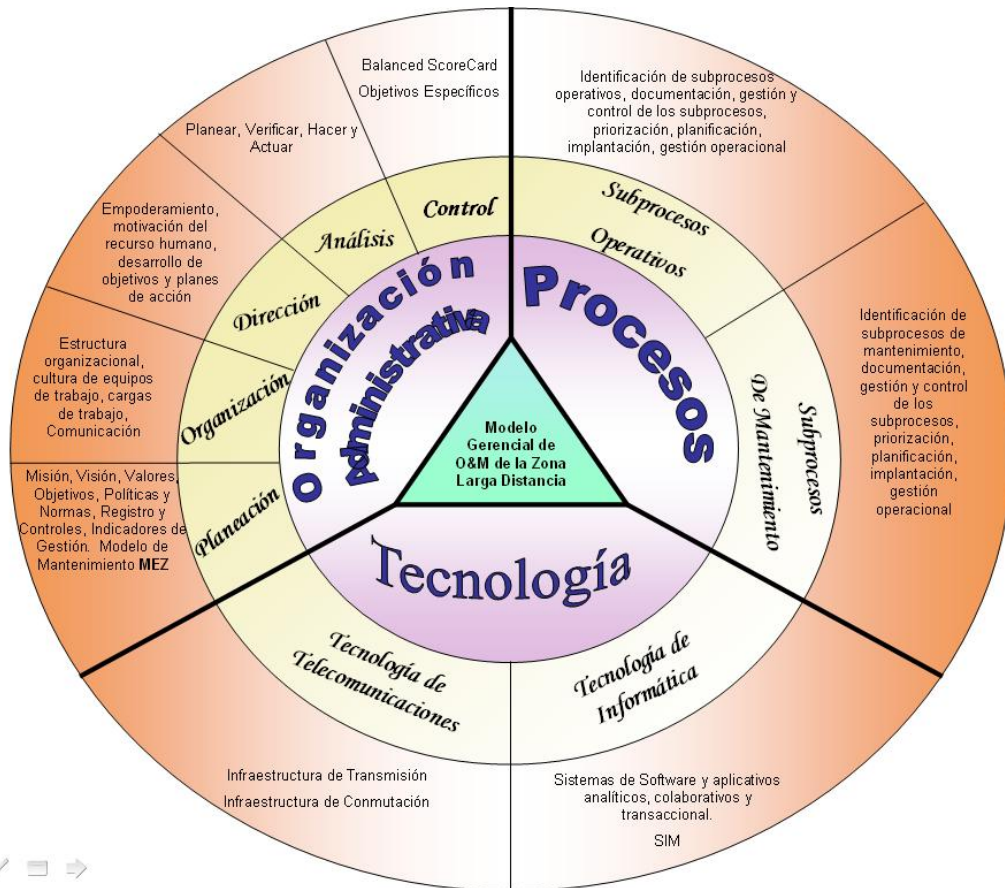 Balanced ScoreCard
Objetivos Específicos
Identificación de subprocesos
operativos, documentación, gestión y
control de los subprocesos,
priorización, planificación,
implantación, gestión operacional
Planear, Verificar, Hacer y
Actuar
Empoderamiento,
motivación del
recurso humano,
desarrollo de
objetivos y planes
de acción
Estructura
organizacional,
cultura de equipos
de trabajo, cargas
de trabajo,
Comunicación
Misión, Visión, Valores,
Objetivos, Políticas y
Normas, Registro y
Controles, Indicadores de
Gestión. Modelo de
Mantenimiento MEZ
Control
Análisis
Dirección
Organización
Planeación
Subprocesos
Operativos
Subprocesos
De Mantenimiento
Identificación de
subprocesos de
mantenimiento,
documentación,
gestión y control
de los
subprocesos,
priorización,
planificación,
implantación,
gestión
operacional
Organización
administrativa
Procesos
Modelo
Gerencial de
O&M de la Zona
Larga Distancia
Tecnología
Tecnología de
Telecomunicaciones
Tecnología de
Informática
Infraestructura de Transmisión
Infraestructura de Conmutación
Sistemas de Software y aplicativos
analíticos, colaborativos y
transaccional.
SIM